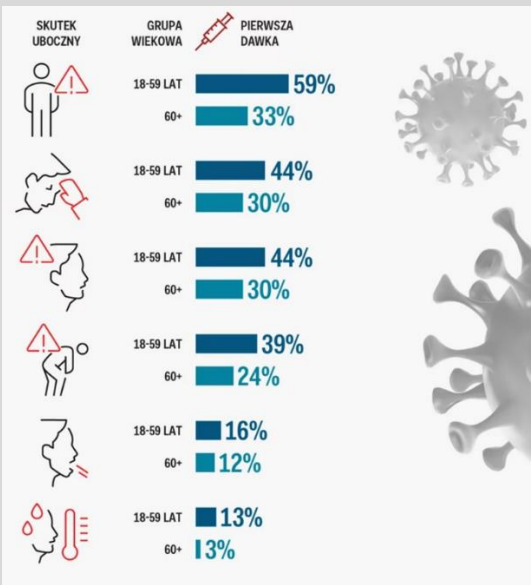 SKUTEK UBOCZNY
GRUPA WIEKOWA
PIERWSZA DAWKA
18-59 LAT 59%
60+ 33%
18-59 LAT 44%
60+ 30%
18-59 LAT 44%
60+ 30%
18-59 LAT 39%
60+ 24%
18-59 LAT 16%
60+ 12%
18-59 LAT 13%
60+ 3%